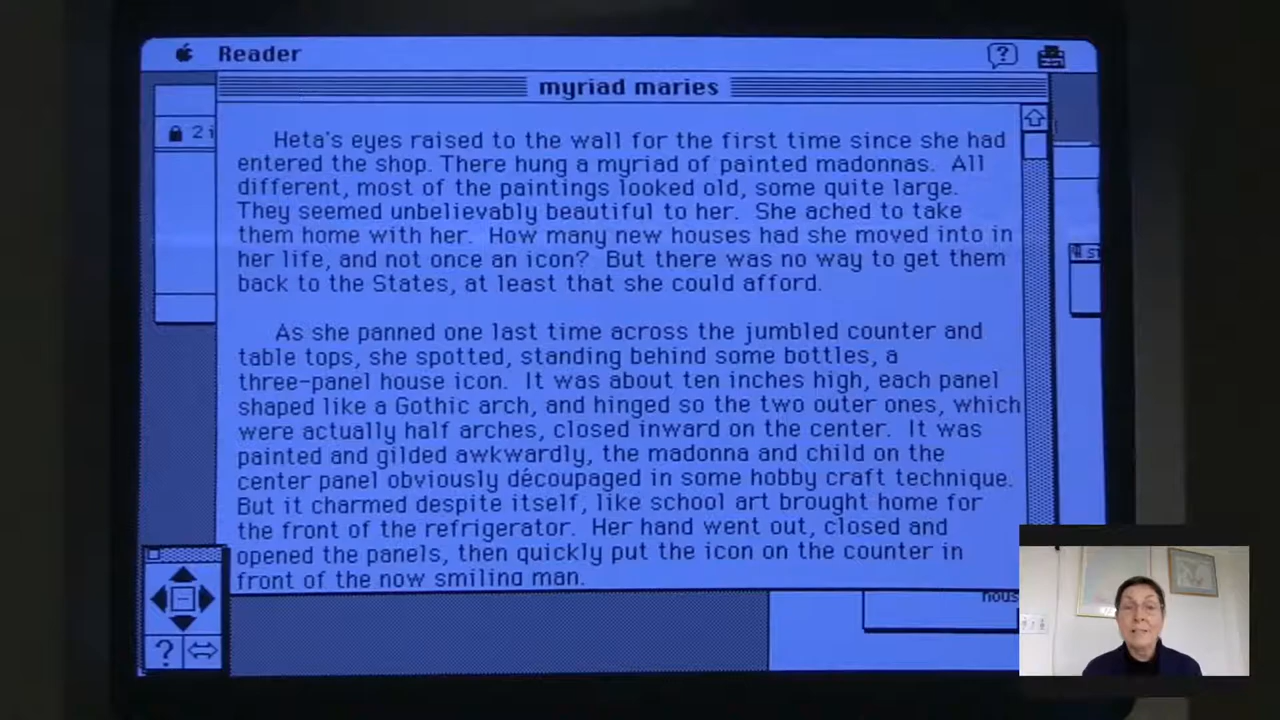 Reader
myriad maries
2 i
Heta's eyes raised to the wall for the first time since she had
entered the shop. There hung a myriad of painted madonnas. All
different, most of the paintings looked old, some quite large.
They seemed unbelievably beautiful to her. She ached to take
them home with her. How many new houses had she moved into in
her life, and not once an icon? But there was no way to get them
back to the States, at least that she could afford.
As she panned one last time across the jumbled counter and
table tops, she spotted, standing behind some bottles, a
three-panel house icon. It was about ten inches high, each panel
shaped like a Gothic arch, and hinged so the two outer ones, which
were actually half arches, closed inward on the center. It was
painted and gilded awkwardly, the madonna and child on the
center panel obviously découpaged in some hobby craft technique.
But it charmed despite itself, like school art brought home for
the front of the refrigerator. Her hand went out, closed and
opened the panels, then quickly put the icon on the counter in
front of the now smiling man.
hous
?